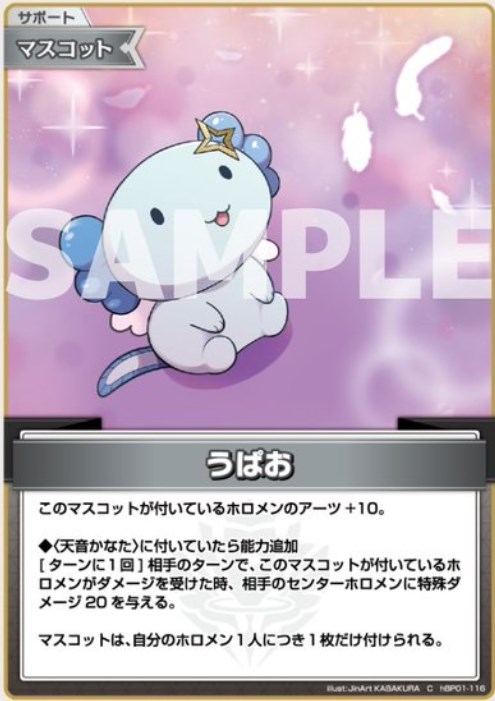 サポート
マスコット
SAMPLE
うぱお
このマスコットが付いているホロメンのアーツ+10。
◆〈天音かなた〉に付いていたら能力追加
[ターンに1回]相手のターンで、このマスコットが付いているホ
ロメンがダメージを受けた時、相手のセンターホロメンに特殊ダ
メージ20を与える。
マスコットは、自分のホロメン1人につき1枚だけ付けられる。
illust:JinArt KABAKURA C hBP01-116